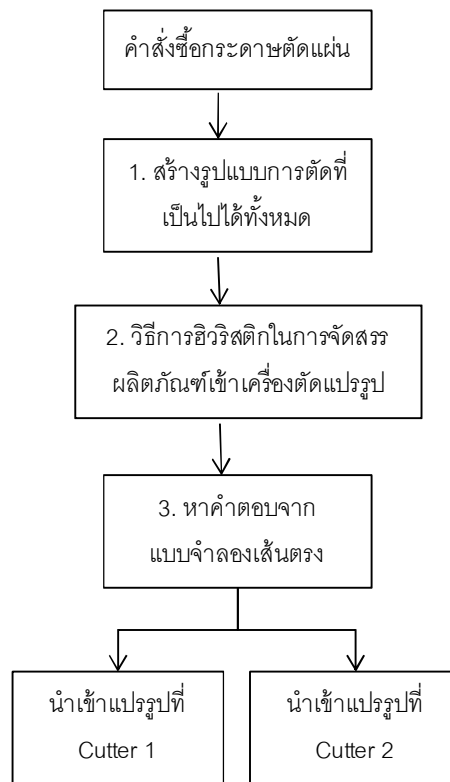 คำสั่งซื้อกระดาษตัดแผ่น
1. สร้างรูปแบบการตัดที่
เป็นไปได้ทั้งหมด
2. วิธีการฮิวริสติกในการจัดสรร
ผลิตภัณฑ์เข้าเครื่องตัดแปรรูป
3. หาคำตอบจาก
แบบจำลองเส้นตรง
นำเข้าแปรรูปที่
Cutter 1
นำเข้าแปรรูปที่
Cutter 2